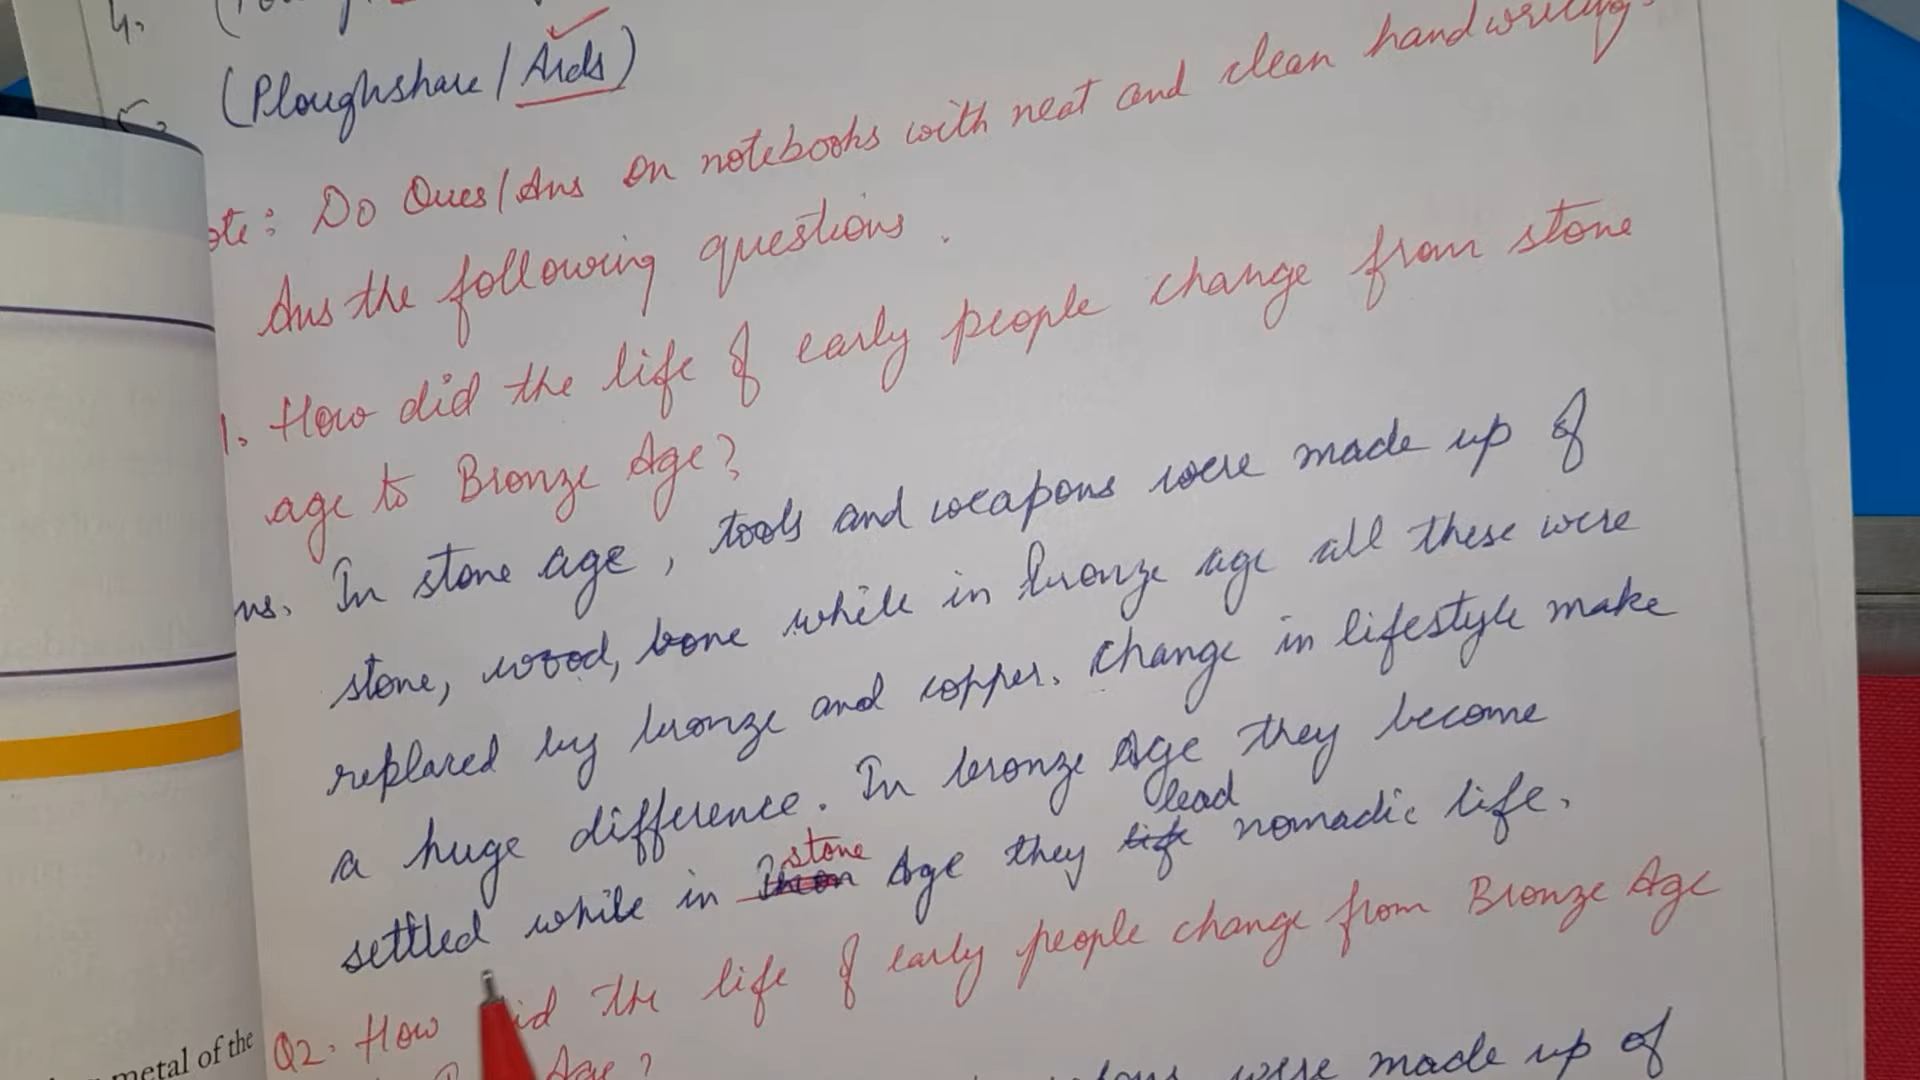 4.
(Ploughshare/Ards)
ote: Do Ques/Ans on notebooks with neat and clean handwriting.
Ans the following questions.
1. How did the life of early people change from stone
age to Bronze Age?
ns. In stone age, tools and weapons were made up of
stone, wood, bone while in bronze age all these were
replaced by bronze and copper. Change in lifestyle make
a huge difference. In bronze Age they become
settled while in stone Age they lead nomadic life.
Q2. How did the life of early people change from Bronze Age
Age?
were made up of
metal of the